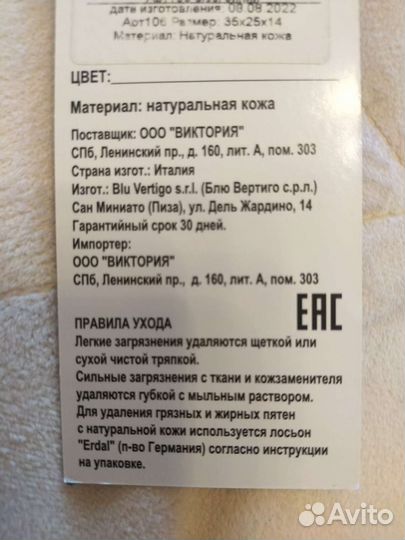 дата изготовления 08.08.2022
Арт106 Размер: 35x25x14
Материал: Натуральная кожа
ЦВЕТ:
Материал: натуральная кожа
Поставщик: ООО "ВИКТОРИЯ"
СПб, Ленинский пр., д. 160, лит. А, пом. 303
Страна изгот.: Италия
Изгот.: Blu Vertigo s.r.l. (Блю Вертиго с.р.л.)
Сан Миниато (Пиза), ул. Дель Жардино, 14
Гарантийный срок 30 дней.
Импортер:
ООО "ВИКТОРИЯ"
СПб, Ленинский пр., д. 160, лит. А, пом. 303
EAC
ПРАВИЛА УХОДА
Легкие загрязнения удаляются щеткой или
сухой чистой тряпкой.
Сильные загрязнения с ткани и кожзаменителя
удаляются губкой с мыльным раствором.
Для удаления грязных и жирных пятен
с натуральной кожи используется лосьон
"Erdal" (п-во Германия) согласно инструкции
на упаковке.
Avito